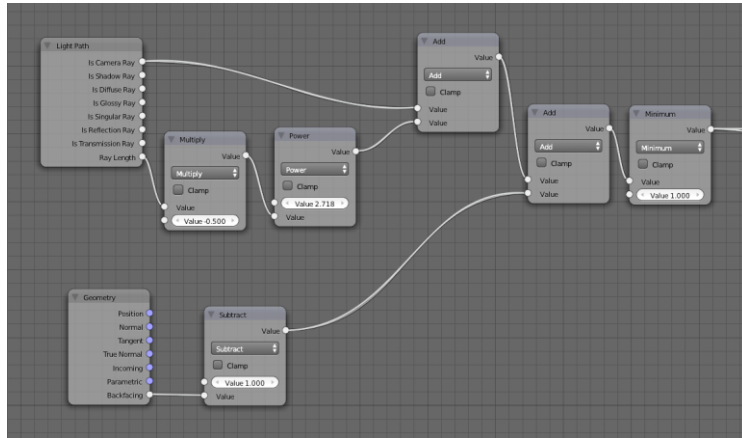 Light Path
Is Camera Ray
Is Shadow Ray
Is Diffuse Ray
Is Glossy Ray
Is Singular Ray
Is Reflection Ray
Is Transmission Ray
Ray Length
Multiply
Value
Multiply
Clamp
Value
Value -0.500
Power
Value
Power
Clamp
Value 2.718
Value
Add
Value
Add
Clamp
Value
Value
Add
Value
Add
Clamp
Value
Value
Minimum
Value
Minimum
Clamp
Value
Value 1.000
Geometry
Position
Normal
Tangent
True Normal
Incoming
Parametric
Backfacing
Subtract
Value
Subtract
Clamp
Value 1.000
Value